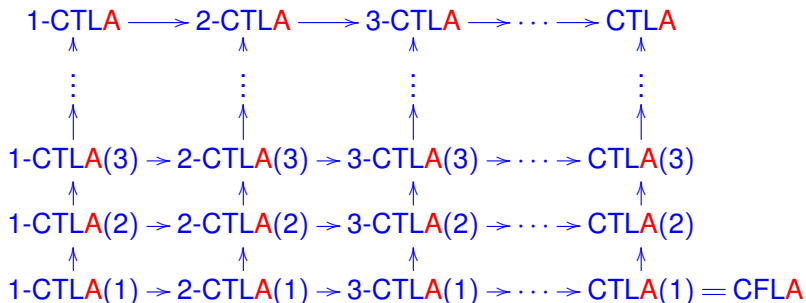 1-CTLA → 2-CTLA → 3-CTLA → ⋯ → CTLA
⋮ ⋮ ⋮ ⋮
1-CTLA(3) → 2-CTLA(3) → 3-CTLA(3) → ⋯ → CTLA(3)
1-CTLA(2) → 2-CTLA(2) → 3-CTLA(2) → ⋯ → CTLA(2)
1-CTLA(1) → 2-CTLA(1) → 3-CTLA(1) → ⋯ → CTLA(1) = CFLA